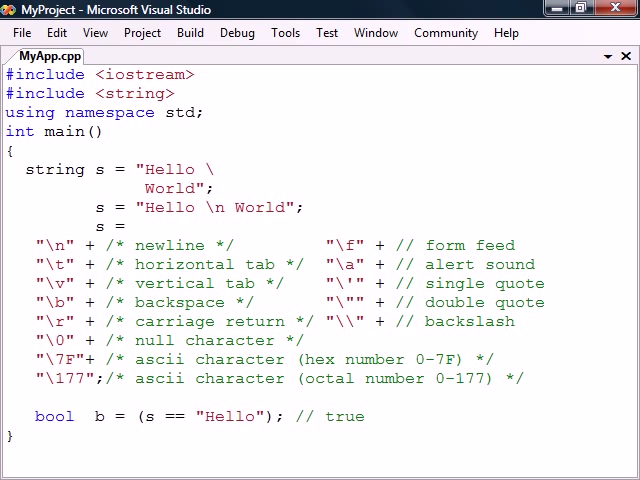 MyProject - Microsoft Visual Studio
File Edit View Project Build Debug Tools Test Window Community Help
MyApp.cpp
#include <iostream>
#include <string>
using namespace std;
int main()
{
string s = "Hello \
World";
s = "Hello \n World";
s =
"\n" + /* newline */ "\f" + // form feed
"\t" + /* horizontal tab */ "\a" + // alert sound
"\v" + /* vertical tab */ "\'" + // single quote
"\b" + /* backspace */ "\"" + // double quote
"\r" + /* carriage return */ "\\" + // backslash
"\0" + /* null character */
"\7F"+ /* ascii character (hex number 0-7F) */
"\177";/* ascii character (octal number 0-177) */
bool b = (s == "Hello"); // true
}